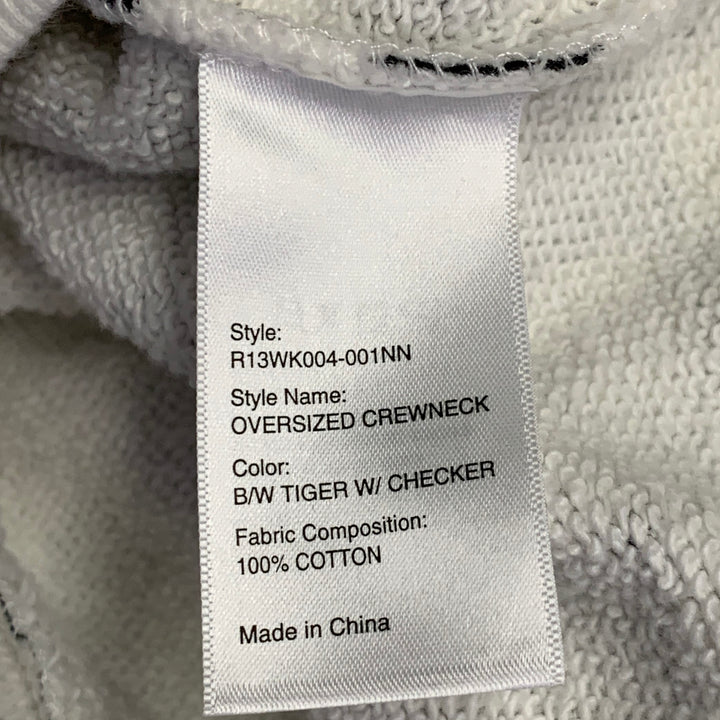 Style:
R13WK004-001NN
Style Name:
OVERSIZED CREWNECK
Color:
B/W TIGER W/ CHECKER
Fabric Composition:
100% COTTON
Made in China